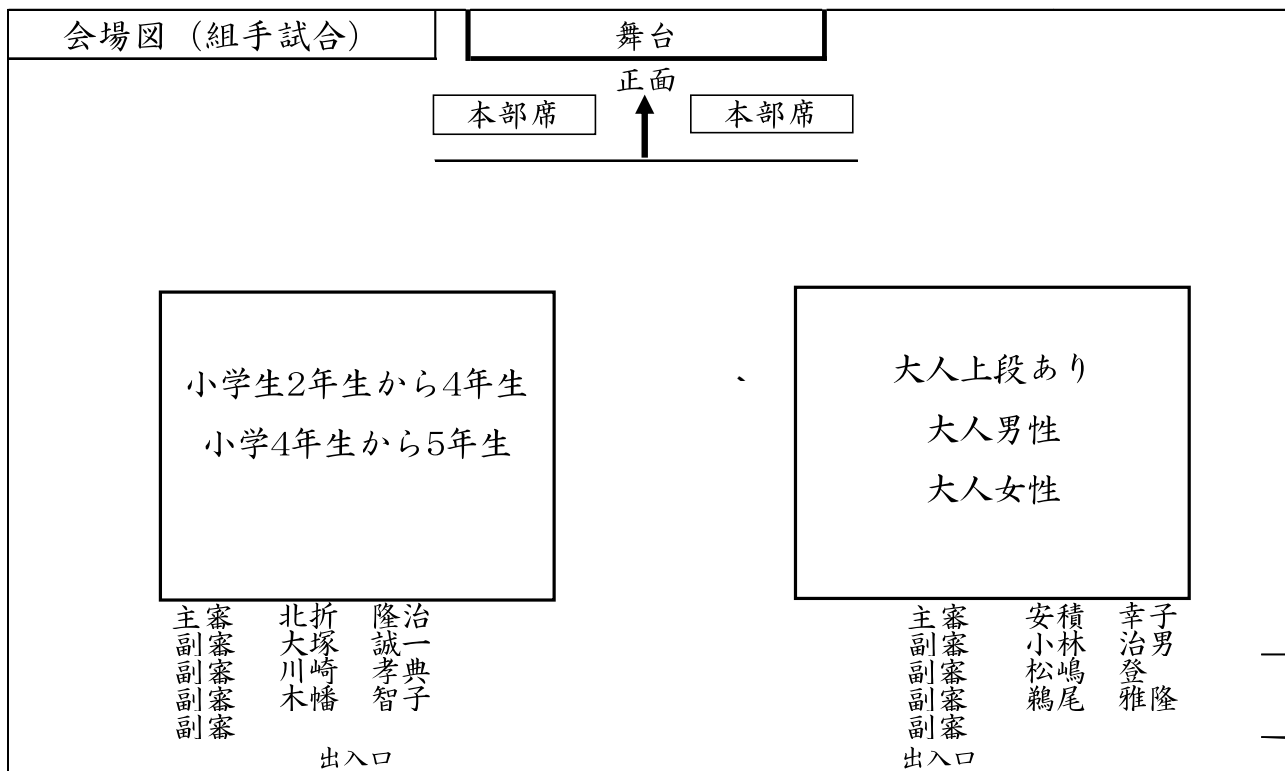 会場図（組手試合）
舞台
正面
本部席
本部席
小学生2年生から4年生
小学4年生から5年生
大人上段あり
大人男性
大人女性
主審 北折 隆治
副審 大塚 誠一
副審 川崎 孝典
副審 木幡 智子
副審
出入口
主審 安積 幸子
副審 小林 治男
副審 松嶋 登
副審 鵜尾 雅隆
副審
出入口